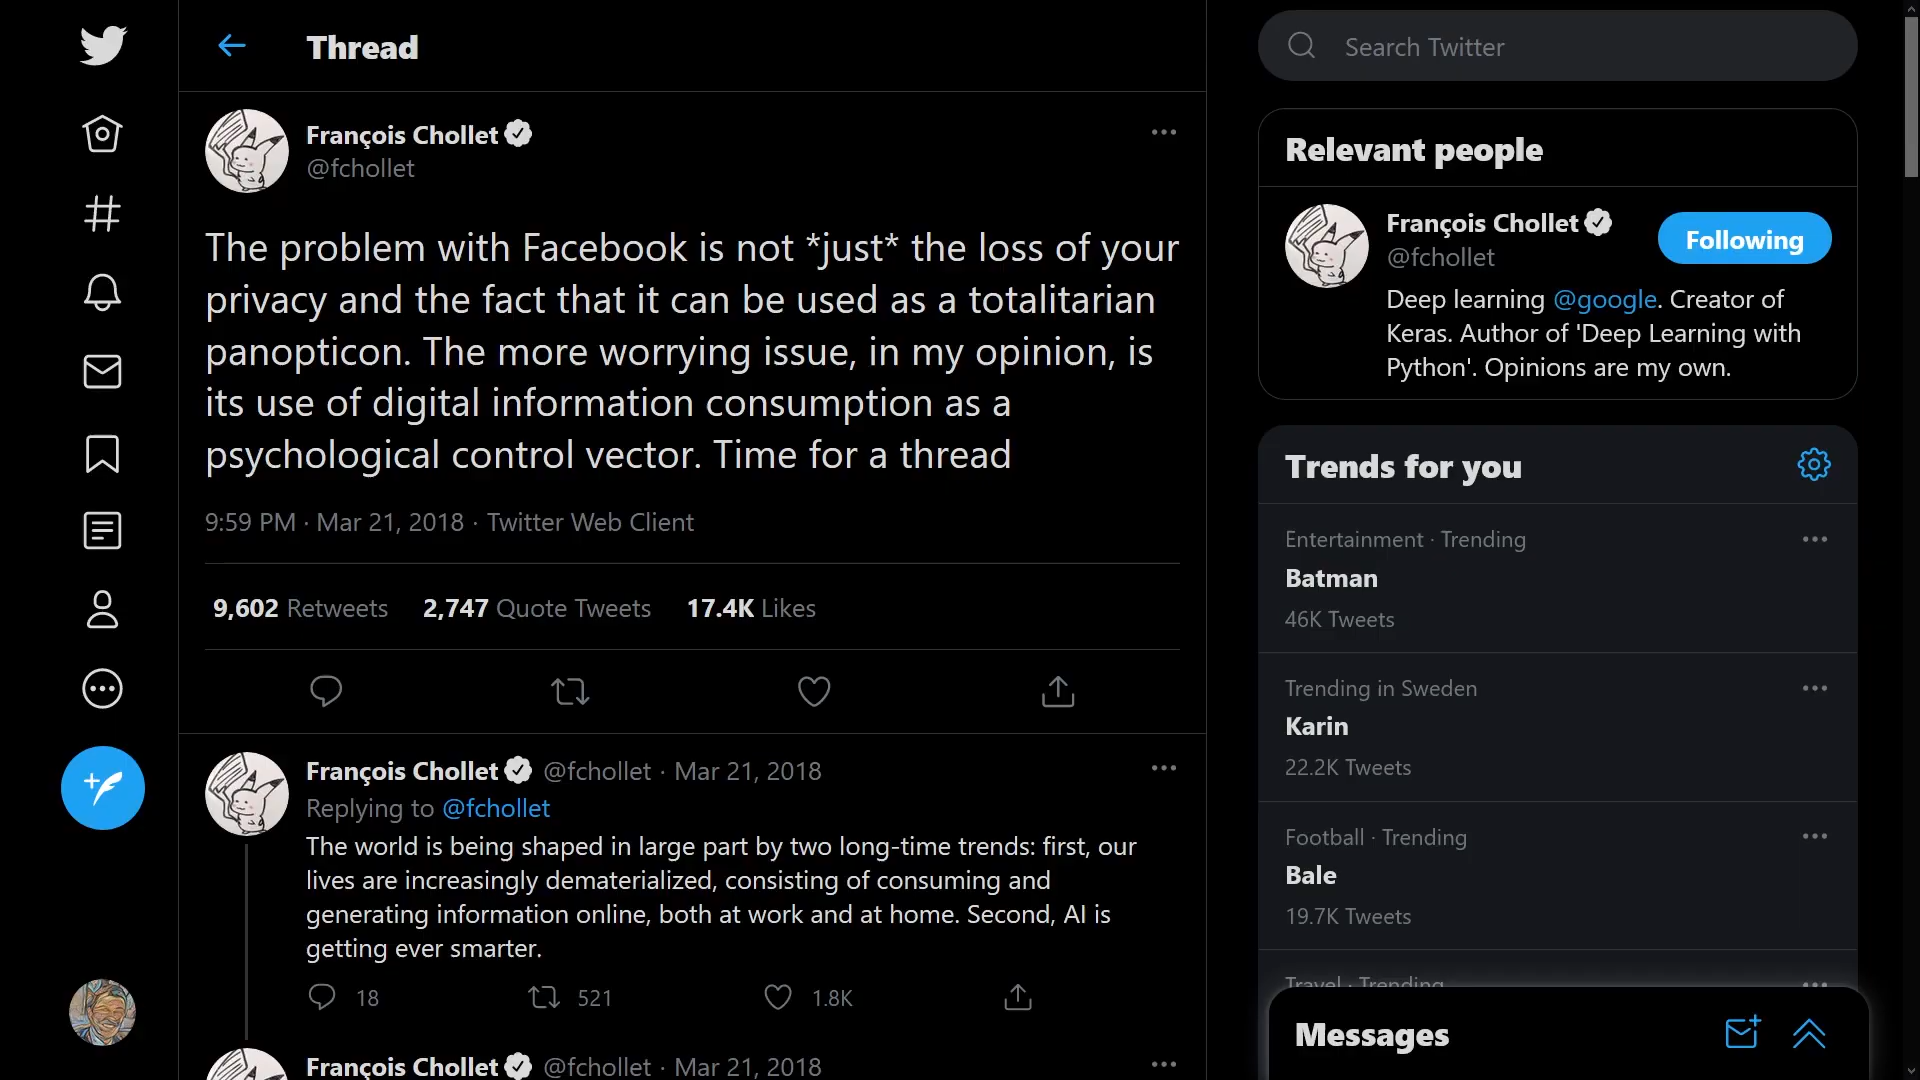 Thread
François Chollet
@fchollet
The problem with Facebook is not *just* the loss of your
privacy and the fact that it can be used as a totalitarian
panopticon. The more worrying issue, in my opinion, is
its use of digital information consumption as a
psychological control vector. Time for a thread
9:59 PM · Mar 21, 2018 · Twitter Web Client
9,602 Retweets 2,747 Quote Tweets 17.4K Likes
François Chollet @fchollet · Mar 21, 2018
Replying to @fchollet
The world is being shaped in large part by two long-time trends: first, our
lives are increasingly dematerialized, consisting of consuming and
generating information online, both at work and at home. Second, AI is
getting ever smarter.
18 521 1.8K
François Chollet @fchollet · Mar 21, 2018
Search Twitter
Relevant people
François Chollet
@fchollet
Following
Deep learning @google. Creator of
Keras. Author of 'Deep Learning with
Python'. Opinions are my own.
Trends for you
Entertainment · Trending
Batman
46K Tweets
Trending in Sweden
Karin
22.2K Tweets
Football · Trending
Bale
19.7K Tweets
Travel · Trending
Messages